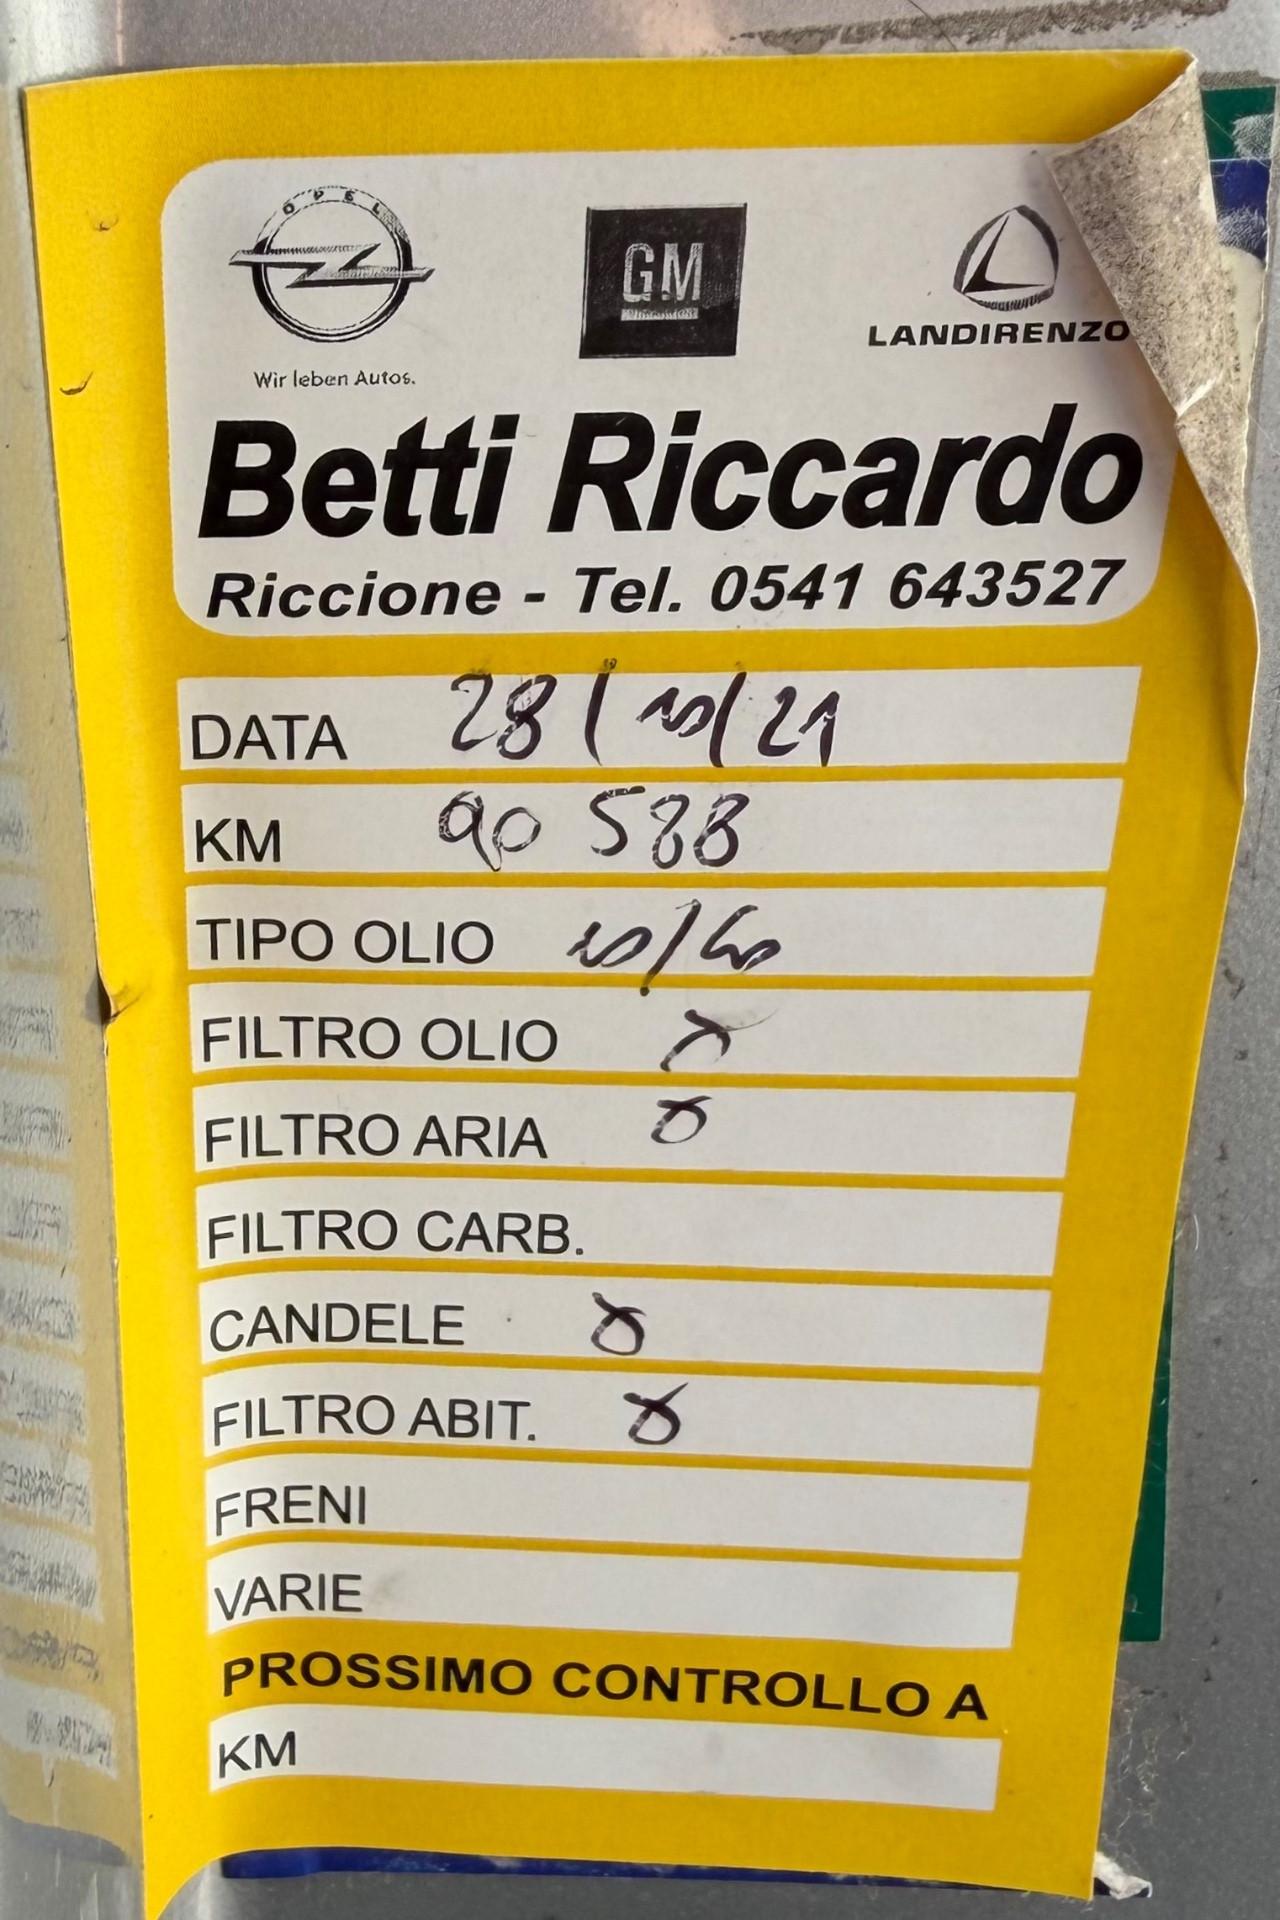 OPEL
GM
LANDIRENZO
Wir leben Autos.
Betti Riccardo
Riccione - Tel. 0541 643527
DATA 28/10/21
KM 90 588
TIPO OLIO 10/40
FILTRO OLIO X
FILTRO ARIA X
FILTRO CARB.
CANDELE X
FILTRO ABIT. X
FRENI
VARIE
PROSSIMO CONTROLLO A
KM